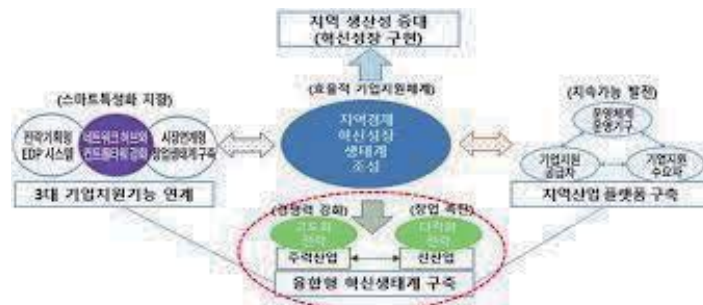 지역 생산성 증대
(혁신성장 구현)
(효율적 기업지원체계)
(스마트특성화 지향)
전략기획형
EDP 시스템
네트워크 허브와
컨트롤타워 강화
시장연계형
창업생태계 구축
3대 기업지원기능 연계
지역경제
혁신성장
생태계
조성
(지속가능 발전)
운영체계
운영기구
기업지원
공급자
기업지원
수요자
지역산업 플랫폼 구축
(경쟁력 강화)
(창업 촉진)
고도화
전략
다각화
전략
주력산업
신산업
융합형 혁신생태계 구축